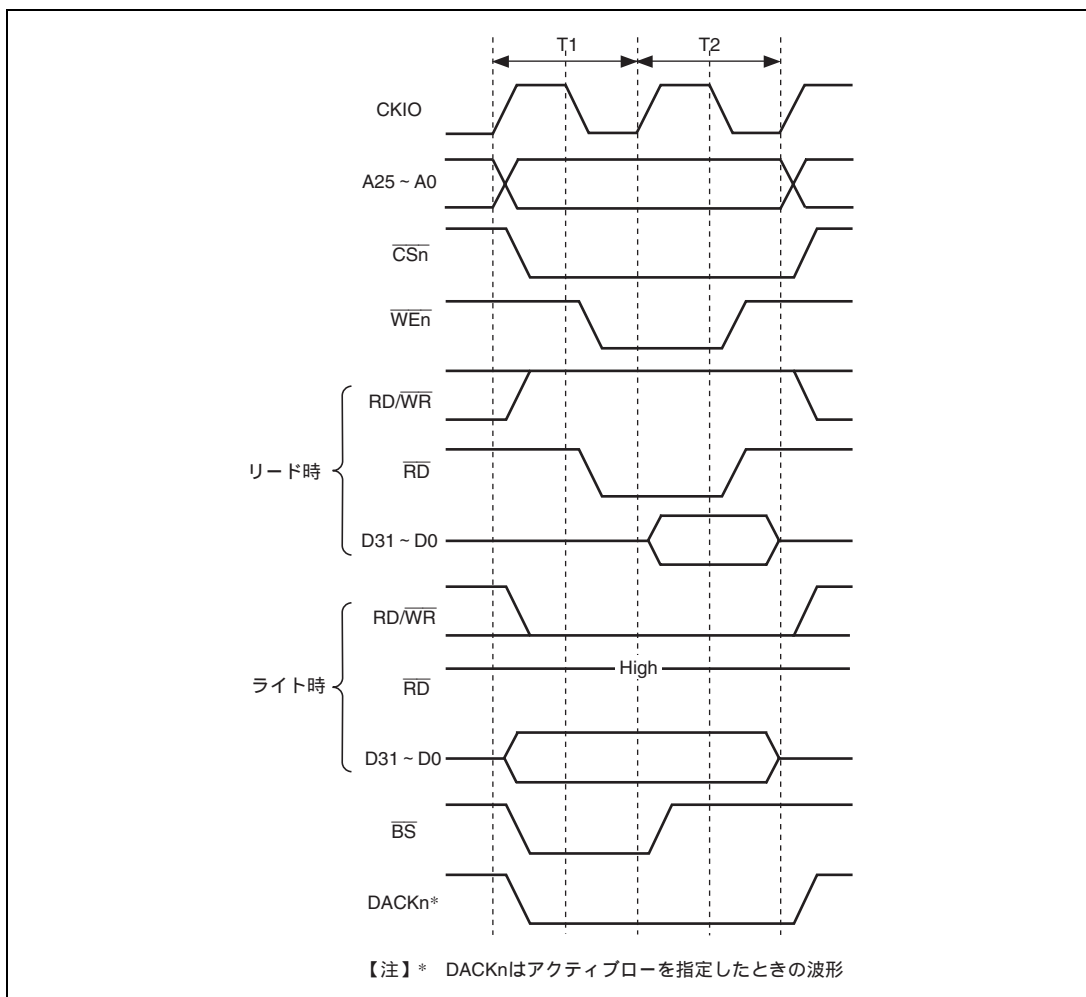 T1 T2
CKIO
A25 ~ A0
CSn
WEn
RD/WR
リード時
RD
D31 ~ D0
RD/WR
High
ライト時
RD
D31 ~ D0
BS
DACKn*
【注】* DACKnはアクティブローを指定したときの波形